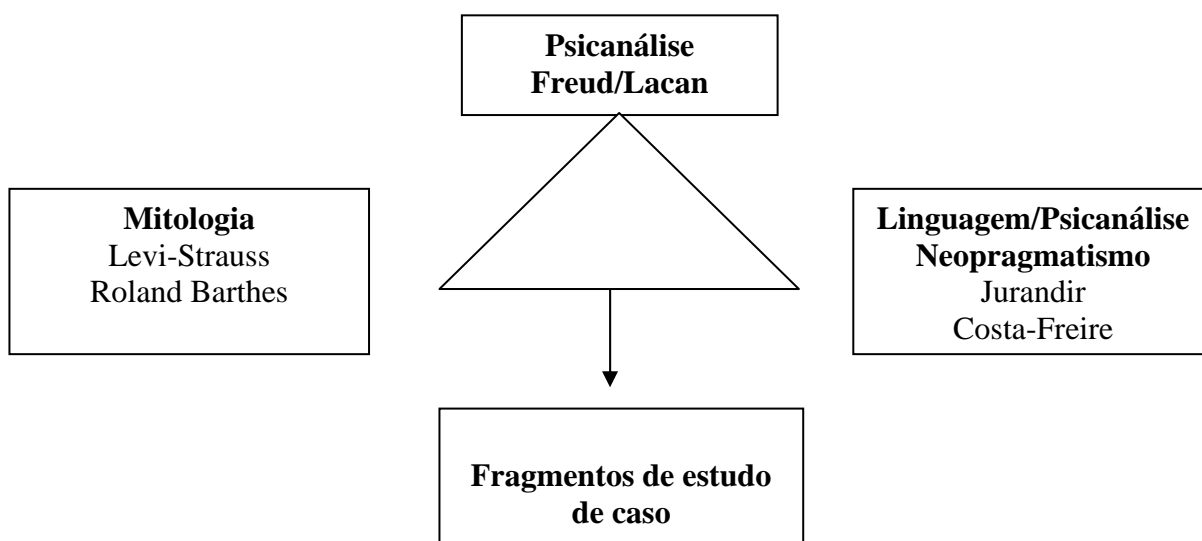 Psicanálise
Freud/Lacan
Mitologia
Levi-Strauss
Roland Barthes
Linguagem/Psicanálise
Neopragmatismo
Jurandir
Costa-Freire
Fragmentos de estudo
de caso